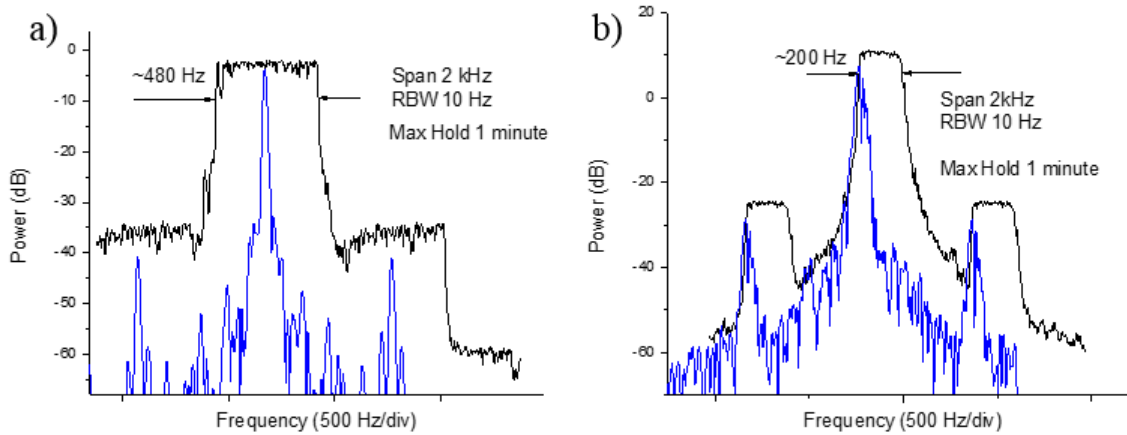 a)
0
-10
-20
-30
-40
-50
-60
Power (dB)
~480 Hz
Span 2 kHz
RBW 10 Hz
Max Hold 1 minute
Frequency (500 Hz/div)
b)
20
0
-20
-40
-60
Power (dB)
~200 Hz
Span 2kHz
RBW 10 Hz
Max Hold 1 minute
Frequency (500 Hz/div)